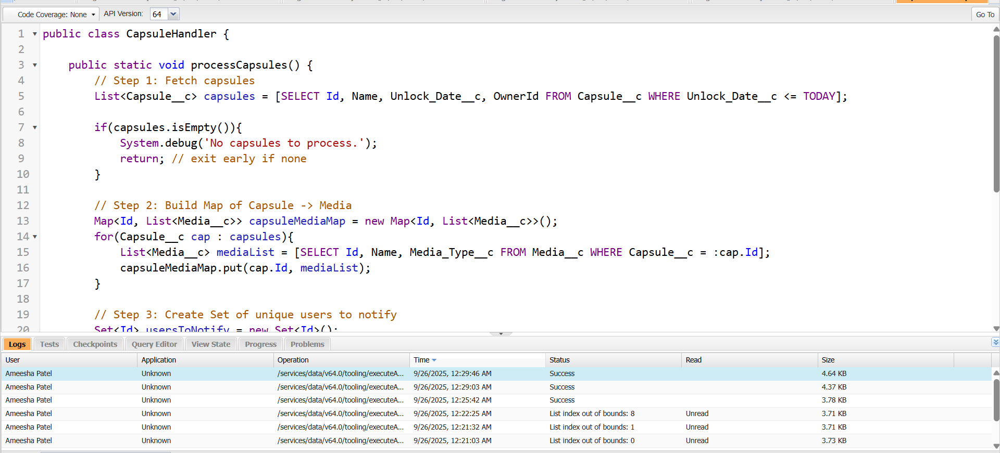 Code Coverage: None API Version: 64 Go To
1 public class CapsuleHandler {
2
3 public static void processCapsules() {
4 // Step 1: Fetch capsules
5 List<Capsule__c> capsules = [SELECT Id, Name, Unlock_Date__c, OwnerId FROM Capsule__c WHERE Unlock_Date__c <= TODAY];
6
7 if(capsules.isEmpty()){
8 System.debug('No capsules to process.');
9 return; // exit early if none
10 }
11
12 // Step 2: Build Map of Capsule -> Media
13 Map<Id, List<Media__c>> capsuleMediaMap = new Map<Id, List<Media__c>>();
14 for(Capsule__c cap : capsules){
15 List<Media__c> mediaList = [SELECT Id, Name, Media_Type__c FROM Media__c WHERE Capsule__c = :cap.Id];
16 capsuleMediaMap.put(cap.Id, mediaList);
17 }
18
19 // Step 3: Create Set of unique users to notify
20 Set<Id> usersToNotify = new Set<Id>();
Logs Tests Checkpoints Query Editor View State Progress Problems
User Application Operation Time Status Read Size
Ameesha Patel Unknown /services/data/v64.0/tooling/executeA... 9/26/2025, 12:29:46 AM Success 4.64 KB
Ameesha Patel Unknown /services/data/v64.0/tooling/executeA... 9/26/2025, 12:29:03 AM Success 4.37 KB
Ameesha Patel Unknown /services/data/v64.0/tooling/executeA... 9/26/2025, 12:25:42 AM Success 3.78 KB
Ameesha Patel Unknown /services/data/v64.0/tooling/executeA... 9/26/2025, 12:22:25 AM List index out of bounds: 8 Unread 3.71 KB
Ameesha Patel Unknown /services/data/v64.0/tooling/executeA... 9/26/2025, 12:21:32 AM List index out of bounds: 1 Unread 3.71 KB
Ameesha Patel Unknown /services/data/v64.0/tooling/executeA... 9/26/2025, 12:21:03 AM List index out of bounds: 0 Unread 3.73 KB